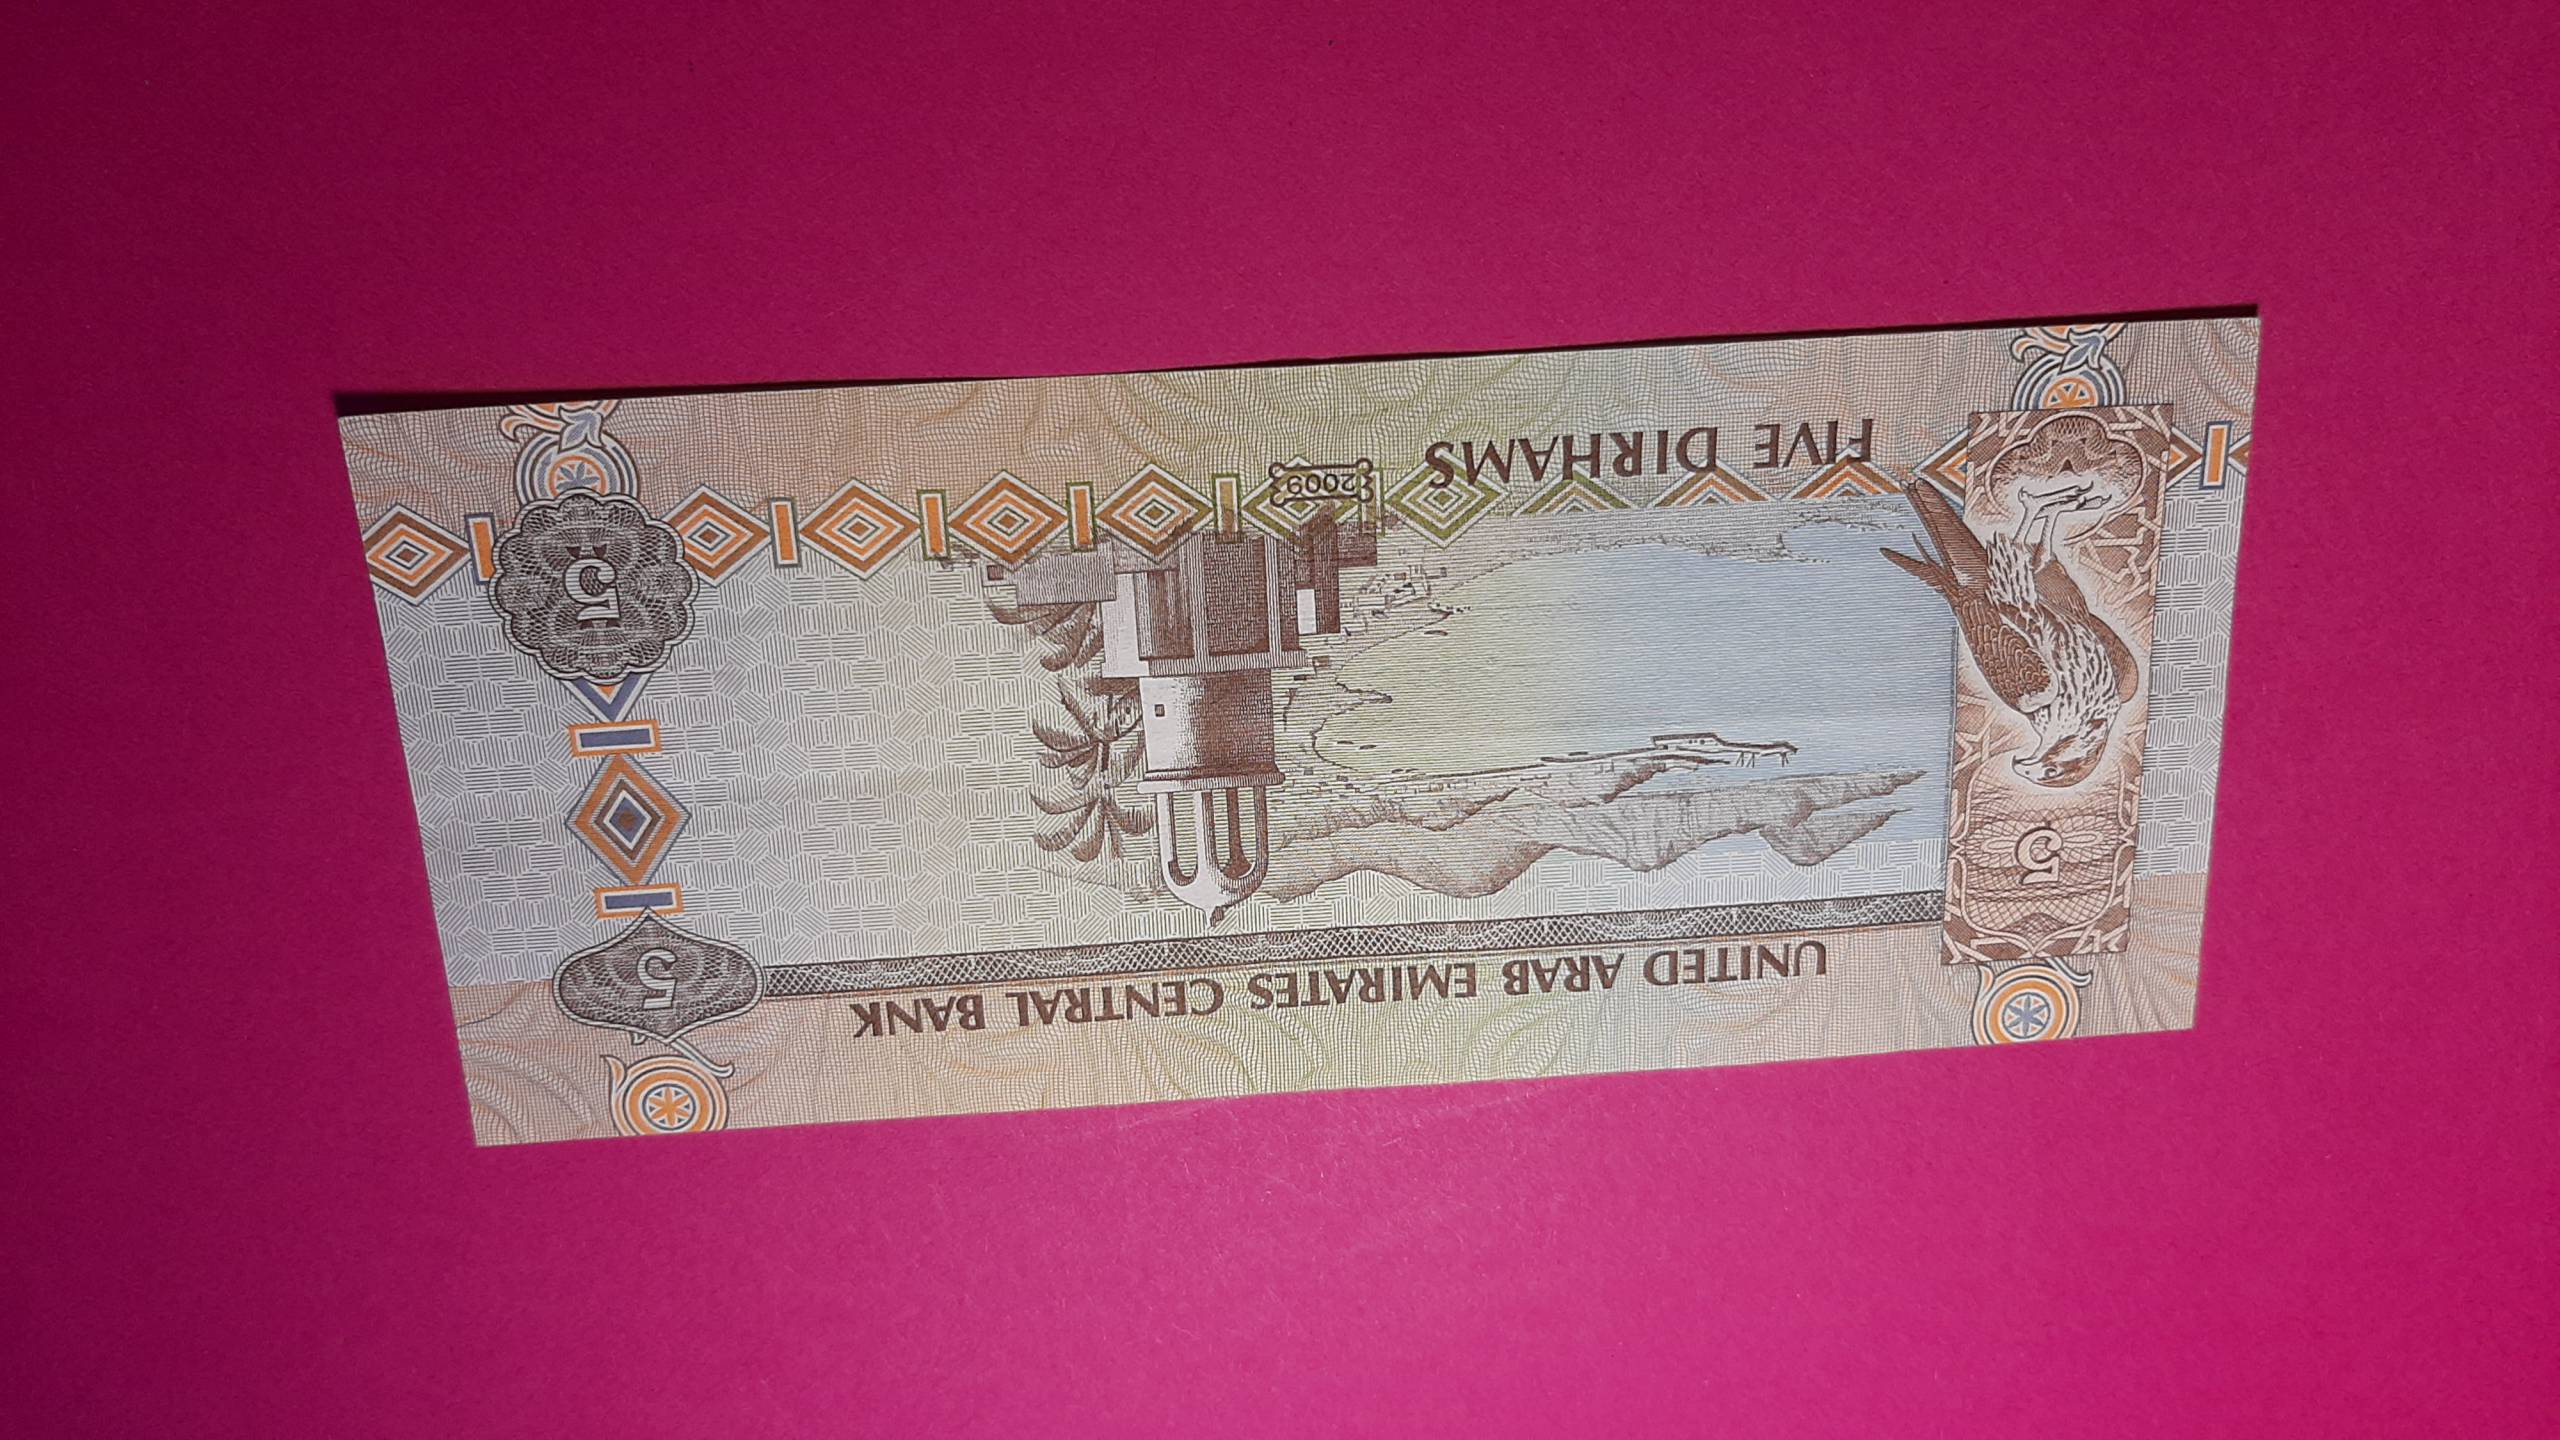 UNITED ARAB EMIRATES CENTRAL BANK
5
5
5
2009
FIVE DIRHAMS